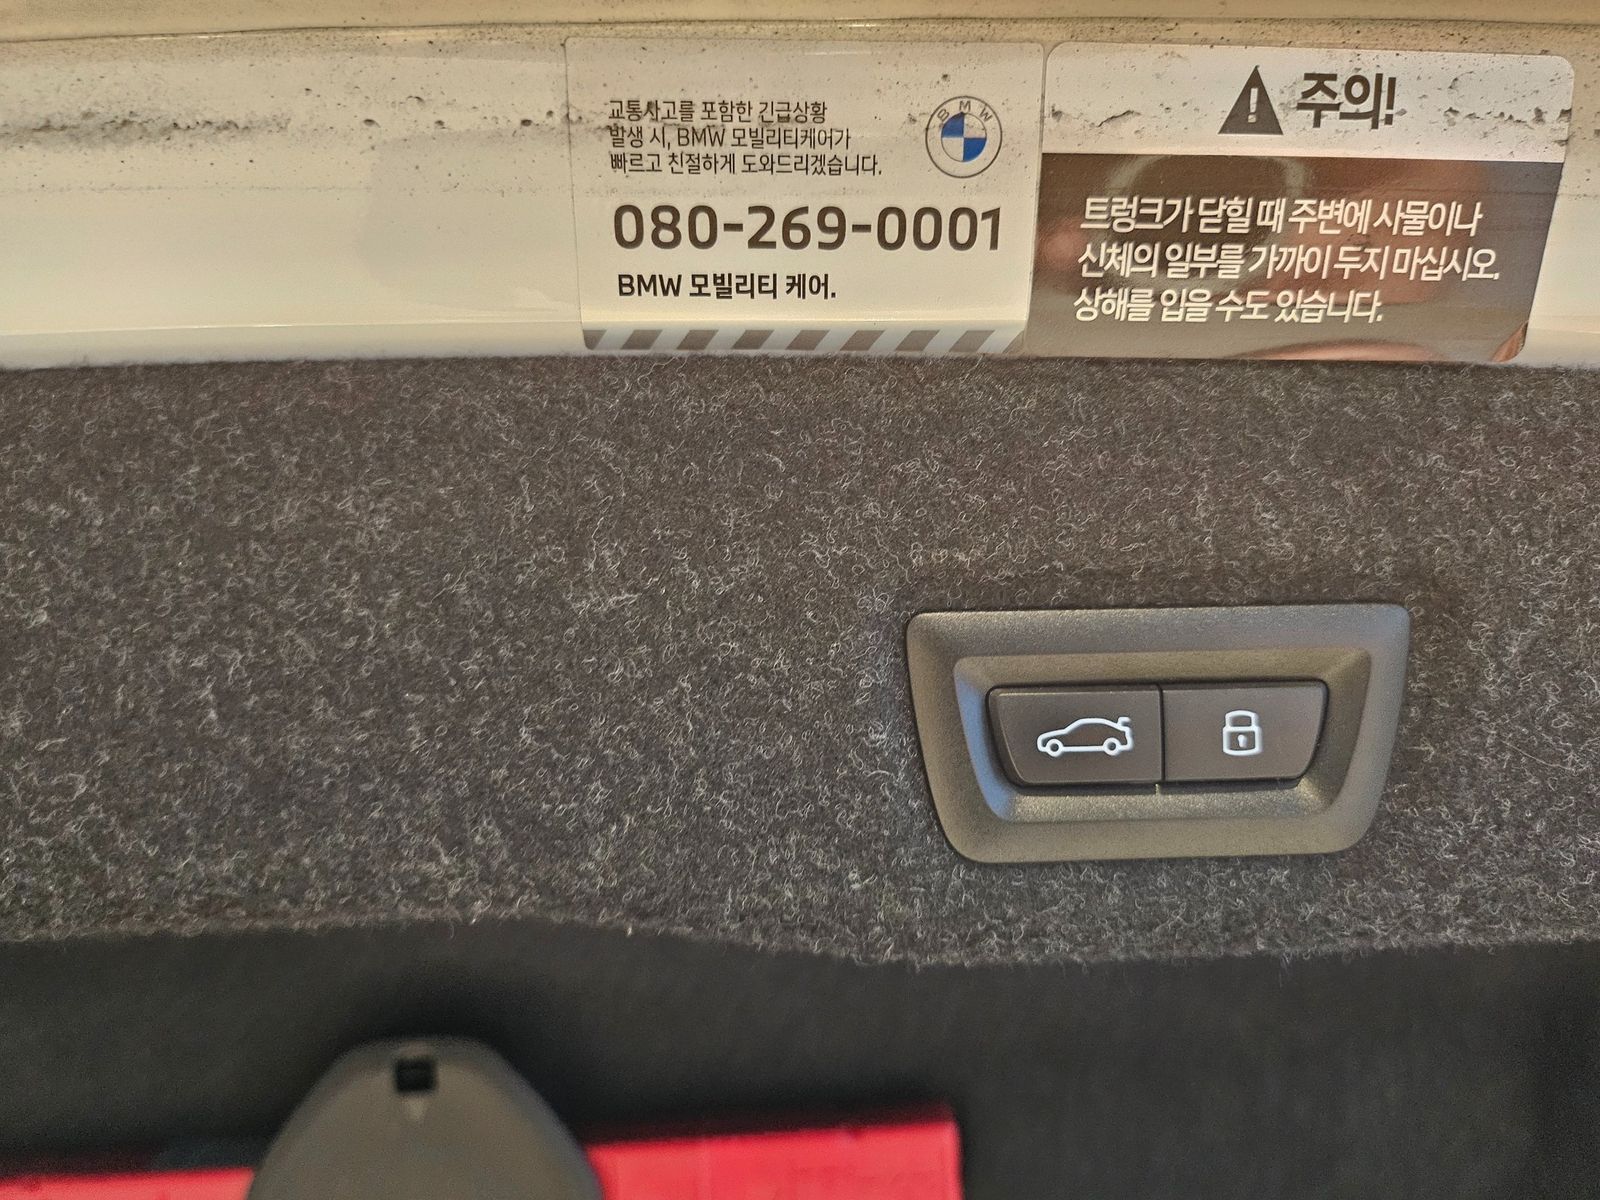 교통사고를 포함한 긴급상황
발생 시, BMW 모빌리티케어가
빠르고 친절하게 도와드리겠습니다.
BMW
080-269-0001
BMW 모빌리티 케어.
주의!
트렁크가 닫힐 때 주변에 사물이나
신체의 일부를 가까이 두지 마십시오.
상해를 입을 수도 있습니다.